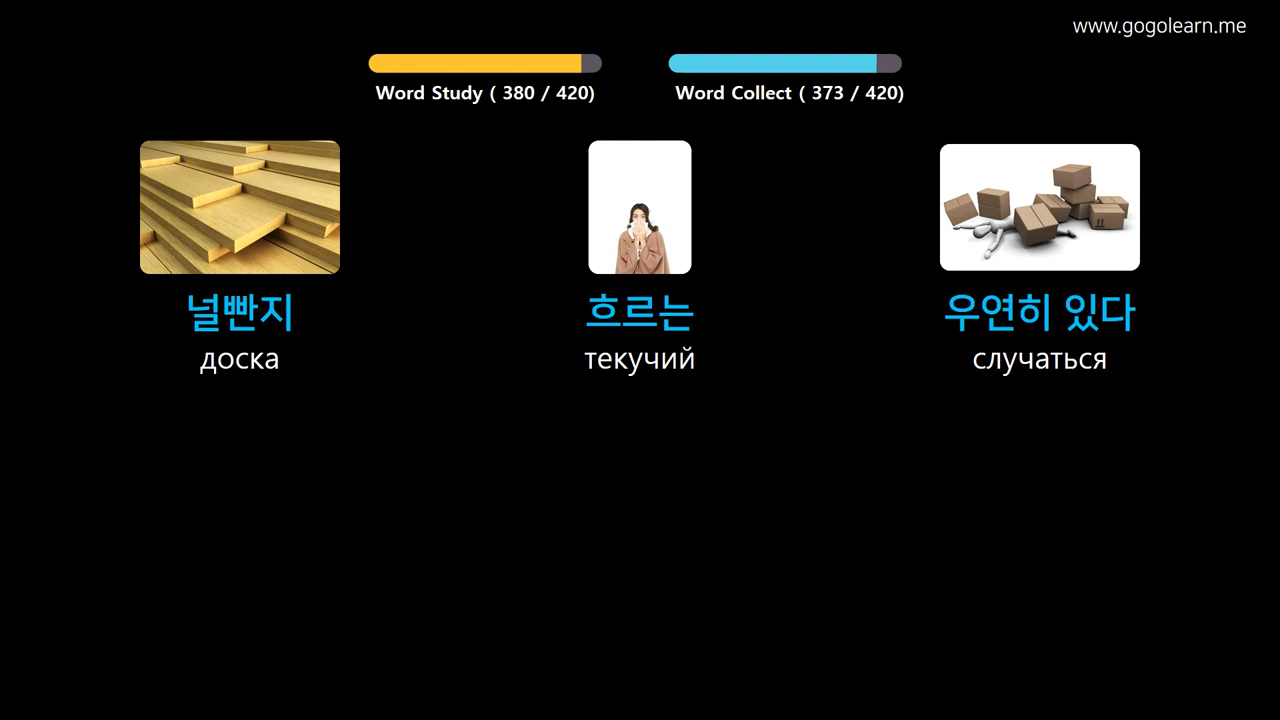 www.gogolearn.me
Word Study ( 380 / 420)
Word Collect ( 373 / 420)
널빤지
흐르는
우연히 있다
доска
текучий
случаться